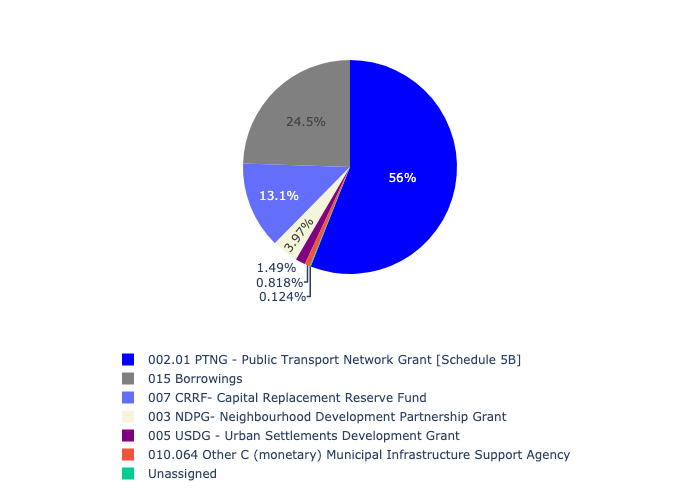 24.5%
56%
13.1%
3.97%
1.49%
0.818%
0.124%
002.01 PTNG - Public Transport Network Grant [Schedule 5B]
015 Borrowings
007 CRRF- Capital Replacement Reserve Fund
003 NDPG- Neighbourhood Development Partnership Grant
005 USDG - Urban Settlements Development Grant
010.064 Other C (monetary) Municipal Infrastructure Support Agency
Unassigned